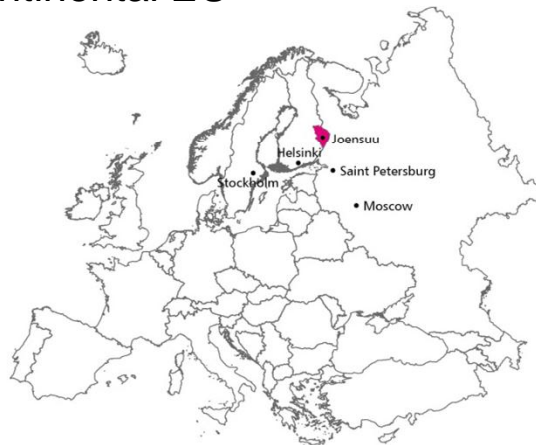 Joensuu
Helsinki
Saint Petersburg
Stockholm
Moscow